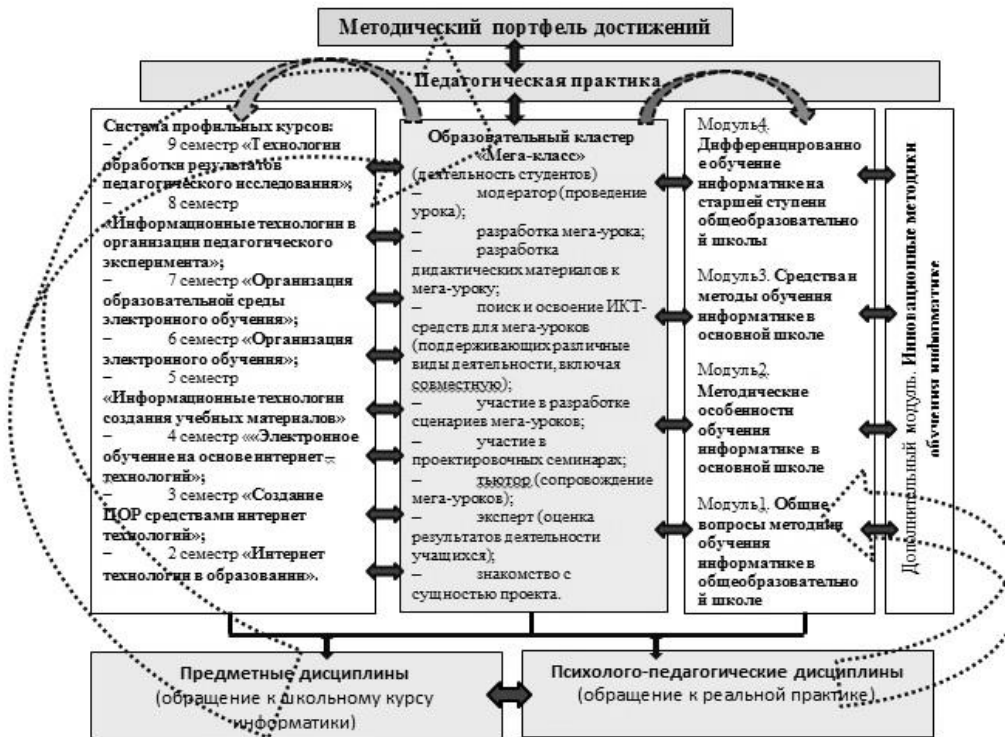 Методический портфель достижений
Педагогическая практика
Система профильных курсов:
– 9 семестр «Технологии
обработки результатов
педагогического исследования»;
– 8 семестр
«Информационные технологии в
организации педагогического
эксперимента»;
– 7 семестр «Организация
образовательной среды
электронного обучения»;
– 6 семестр «Организация
электронного обучения»;
– 5 семестр
«Информационные технологии
создания учебных материалов»
– 4 семестр ««Электронное
обучение на основе интернет –
технологий»;
– 3 семестр «Создание
ЦОР средствами интернет
технологий»;
– 2 семестр «Интернет
технологии в образовании».
Образовательный кластер
«Мега-класс»
(деятельность студентов)
– модератор (проведение
урока);
– разработка мега-урока;
– разработка
дидактических материалов к
мега-уроку;
– поиск и освоение ИКТ-
средств для мега-уроков
(поддерживающих различные
виды деятельности, включая
совместную);
– участие в разработке
сценариев мега-уроков;
– участие в
проектировочных семинарах;
– тьютор (сопровождение
мега-уроков);
– эксперт (оценка
результатов деятельности
учащихся);
– знакомство с
сущностью проекта.
Модуль4.
Дифференцированно
е обучение
информатике на
старшей ступени
общеобразовательно
й школы
Модуль3. Средства и
методы обучения
информатике в
основной школе
Модуль2.
Методические
особенности
обучения
информатике в
основной школе
Модуль1. Общие
вопросы методики
обучения
информатике в
общеобразовательно
й школе
Дополнительный модуль. Инновационные методики
обучения информатике
Предметные дисциплины
(обращение к школьному курсу
информатики)
Психолого-педагогические дисциплины
(обращение к реальной практике)